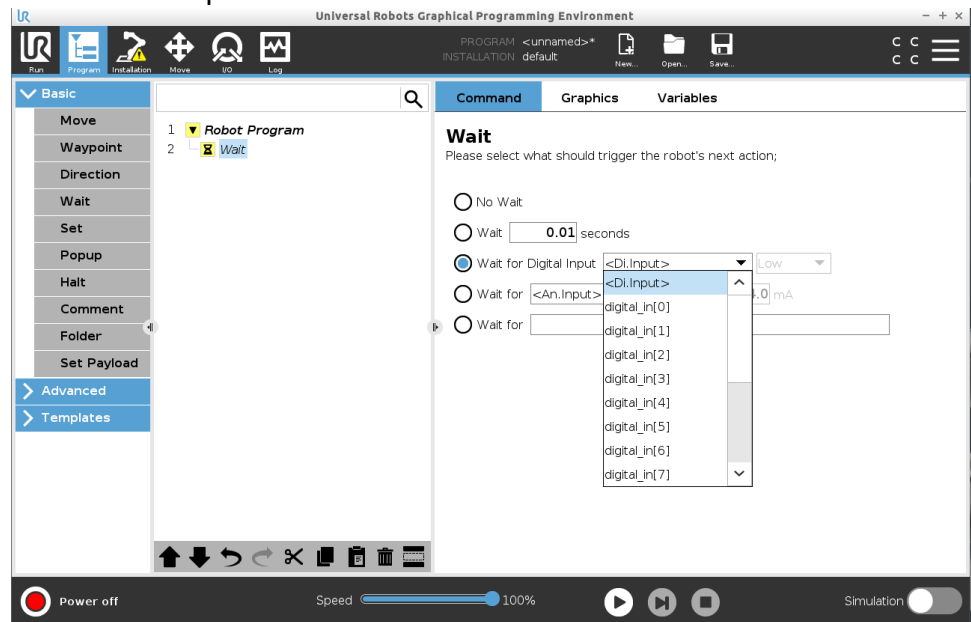 UR
Universal Robots Graphical Programming Environment
PROGRAM <unnamed>*
INSTALLATION default
Run
Program
Installation
Move
I/O
Log
New...
Open...
Save...
C C
C C
Basic
Move
Waypoint
Direction
Wait
Set
Popup
Halt
Comment
Folder
Set Payload
Advanced
Templates
1 Robot Program
2 Wait
Command Graphics Variables
Wait
Please select what should trigger the robot's next action;
No Wait
Wait 0.01 seconds
Wait for Digital Input <Di.Input> Low
Wait for <An.Input> .0 mA
Wait for
<Di.Input>
digital_in[0]
digital_in[1]
digital_in[2]
digital_in[3]
digital_in[4]
digital_in[5]
digital_in[6]
digital_in[7]
Power off
Speed 100%
Simulation